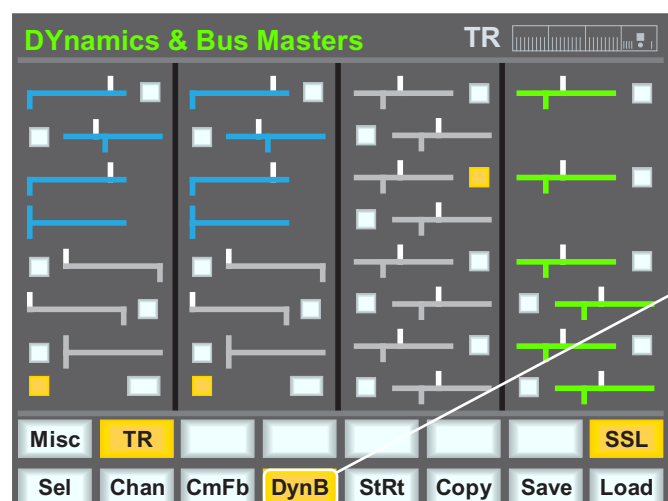 DYnamics & Bus Masters TR
Misc TR SSL
Sel Chan CmFb DynB StRt Copy Save Load